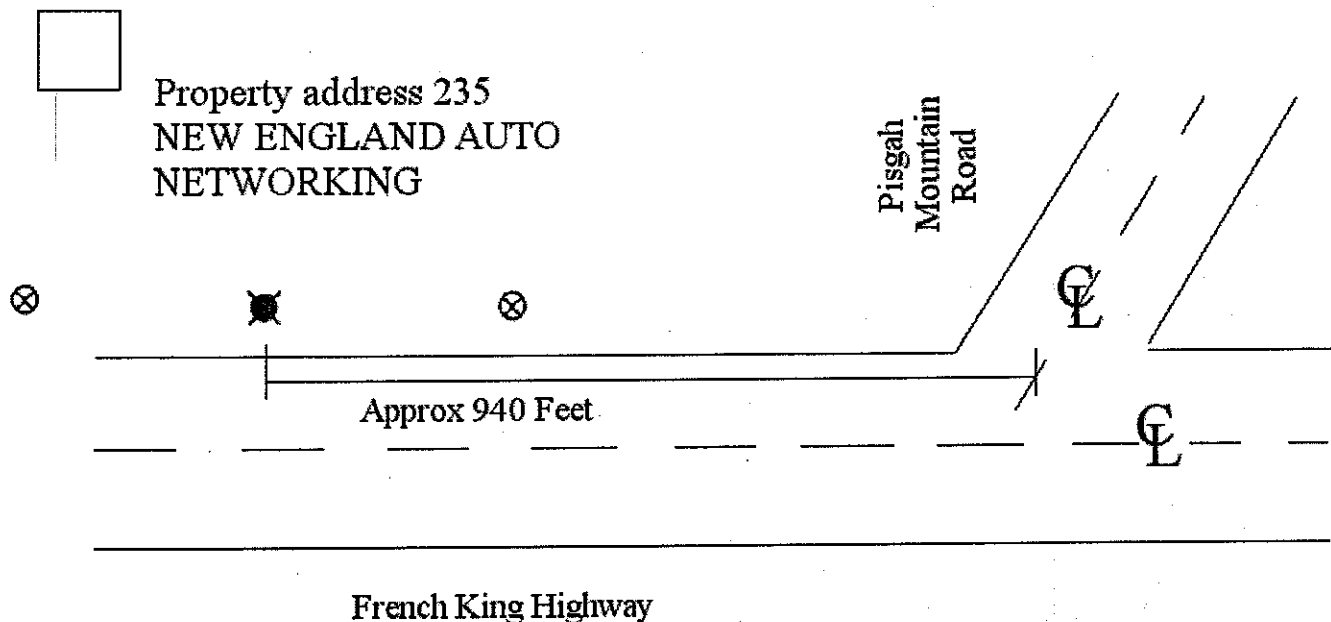 Property address 235
NEW ENGLAND AUTO
NETWORKING
Pisgah
Mountain
Road
CL
Approx 940 Feet
CL
French King Highway